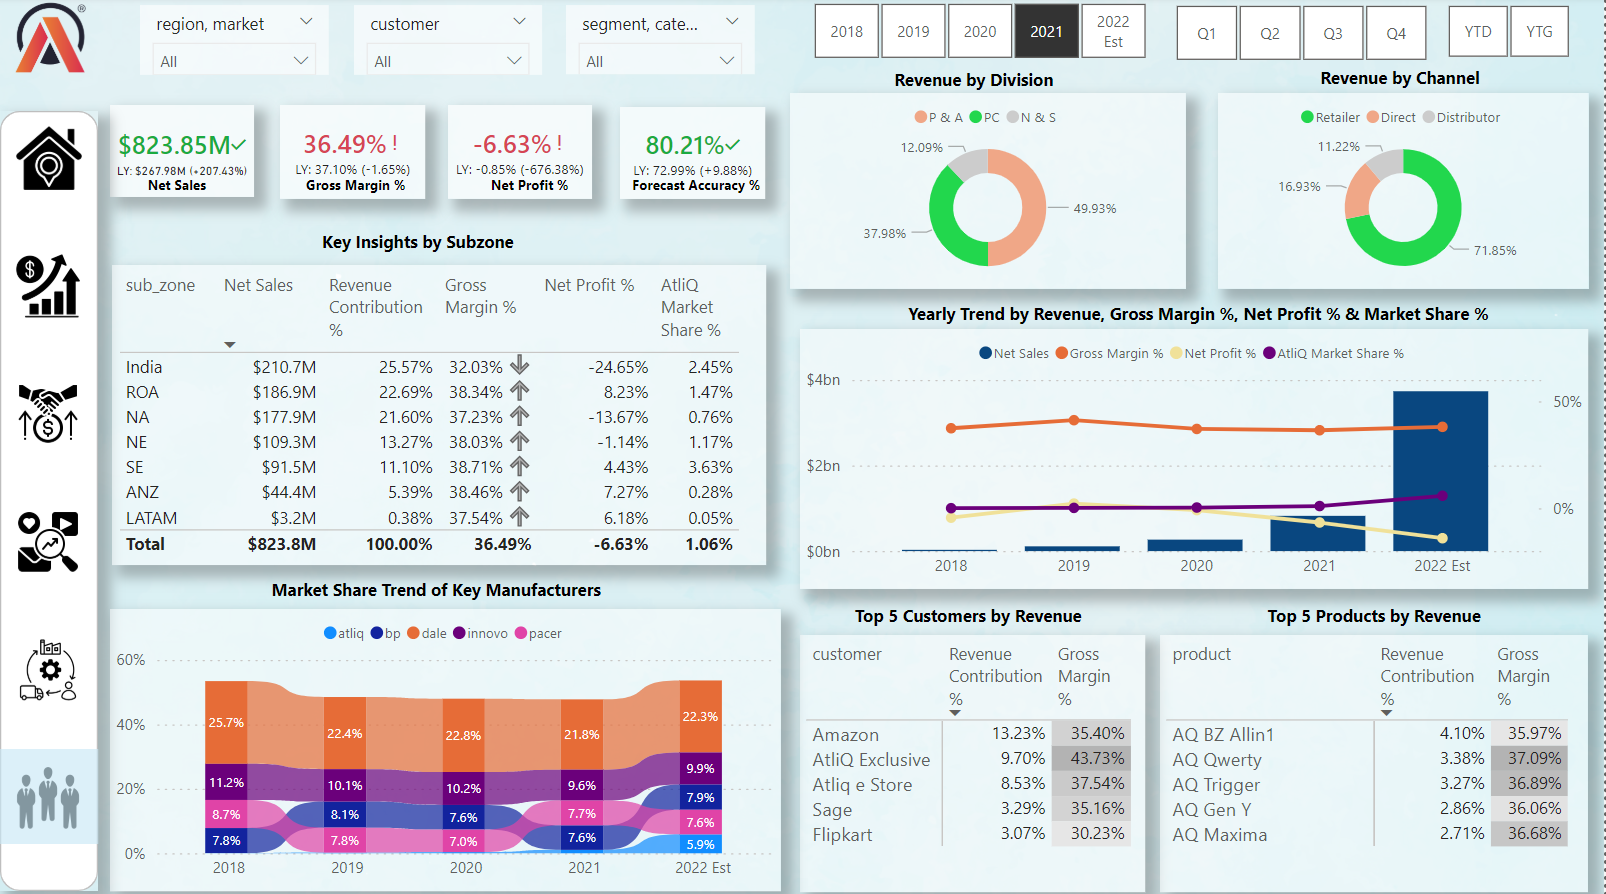 region, market
All
customer
All
segment, cate...
All
2018
2019
2020
2021
2022
Est
Q1
Q2
Q3
Q4
YTD
YTG
$823.85M
LY: $267.98M (+207.43%)
Net Sales
36.49% !
LY: 37.10% (-1.65%)
Gross Margin %
-6.63% !
LY: -0.85% (-676.38%)
Net Profit %
80.21%
LY: 72.99% (+9.88%)
Forecast Accuracy %
Revenue by Division
P & A PC N & S
12.09%
49.93%
37.98%
Revenue by Channel
Retailer Direct Distributor
11.22%
16.93%
71.85%
Key Insights by Subzone
sub_zone Net Sales Revenue Contribution % Gross Margin % Net Profit % AtliQ Market Share %
India $210.7M 25.57% 32.03% -24.65% 2.45%
ROA $186.9M 22.69% 38.34% 8.23% 1.47%
NA $177.9M 21.60% 37.23% -13.67% 0.76%
NE $109.3M 13.27% 38.03% -1.14% 1.17%
SE $91.5M 11.10% 38.71% 4.43% 3.63%
ANZ $44.4M 5.39% 38.46% 7.27% 0.28%
LATAM $3.2M 0.38% 37.54% 6.18% 0.05%
Total $823.8M 100.00% 36.49% -6.63% 1.06%
Yearly Trend by Revenue, Gross Margin %, Net Profit % & Market Share %
Net Sales Gross Margin % Net Profit % AtliQ Market Share %
$4bn
50%
$2bn
0%
$0bn
2018 2019 2020 2021 2022 Est
Market Share Trend of Key Manufacturers
atliq bp dale innovo pacer
60%
40%
20%
0%
25.7% 22.4% 22.8% 21.8% 22.3%
11.2% 10.1% 10.2% 9.6% 9.9%
8.7% 8.1% 7.6% 7.7% 7.9%
7.8% 7.8% 7.0% 7.6% 7.6%
5.9%
2018 2019 2020 2021 2022 Est
Top 5 Customers by Revenue
customer Revenue Contribution % Gross Margin %
Amazon 13.23% 35.40%
AtliQ Exclusive 9.70% 43.73%
Atliq e Store 8.53% 37.54%
Sage 3.29% 35.16%
Flipkart 3.07% 30.23%
Top 5 Products by Revenue
product Revenue Contribution % Gross Margin %
AQ BZ Allin1 4.10% 35.97%
AQ Qwerty 3.38% 37.09%
AQ Trigger 3.27% 36.89%
AQ Gen Y 2.86% 36.06%
AQ Maxima 2.71% 36.68%